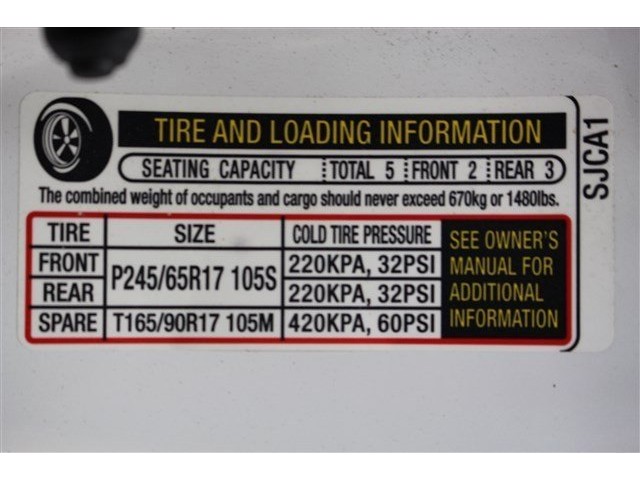 TIRE AND LOADING INFORMATION
SEATING CAPACITY TOTAL 5 FRONT 2 REAR 3
The combined weight of occupants and cargo should never exceed 670kg or 1480lbs.
TIRE SIZE COLD TIRE PRESSURE
FRONT P245/65R17 105S 220KPA, 32PSI
REAR 220KPA, 32PSI
SPARE T165/90R17 105M 420KPA, 60PSI
SEE OWNER'S
MANUAL FOR
ADDITIONAL
INFORMATION
SJCA1